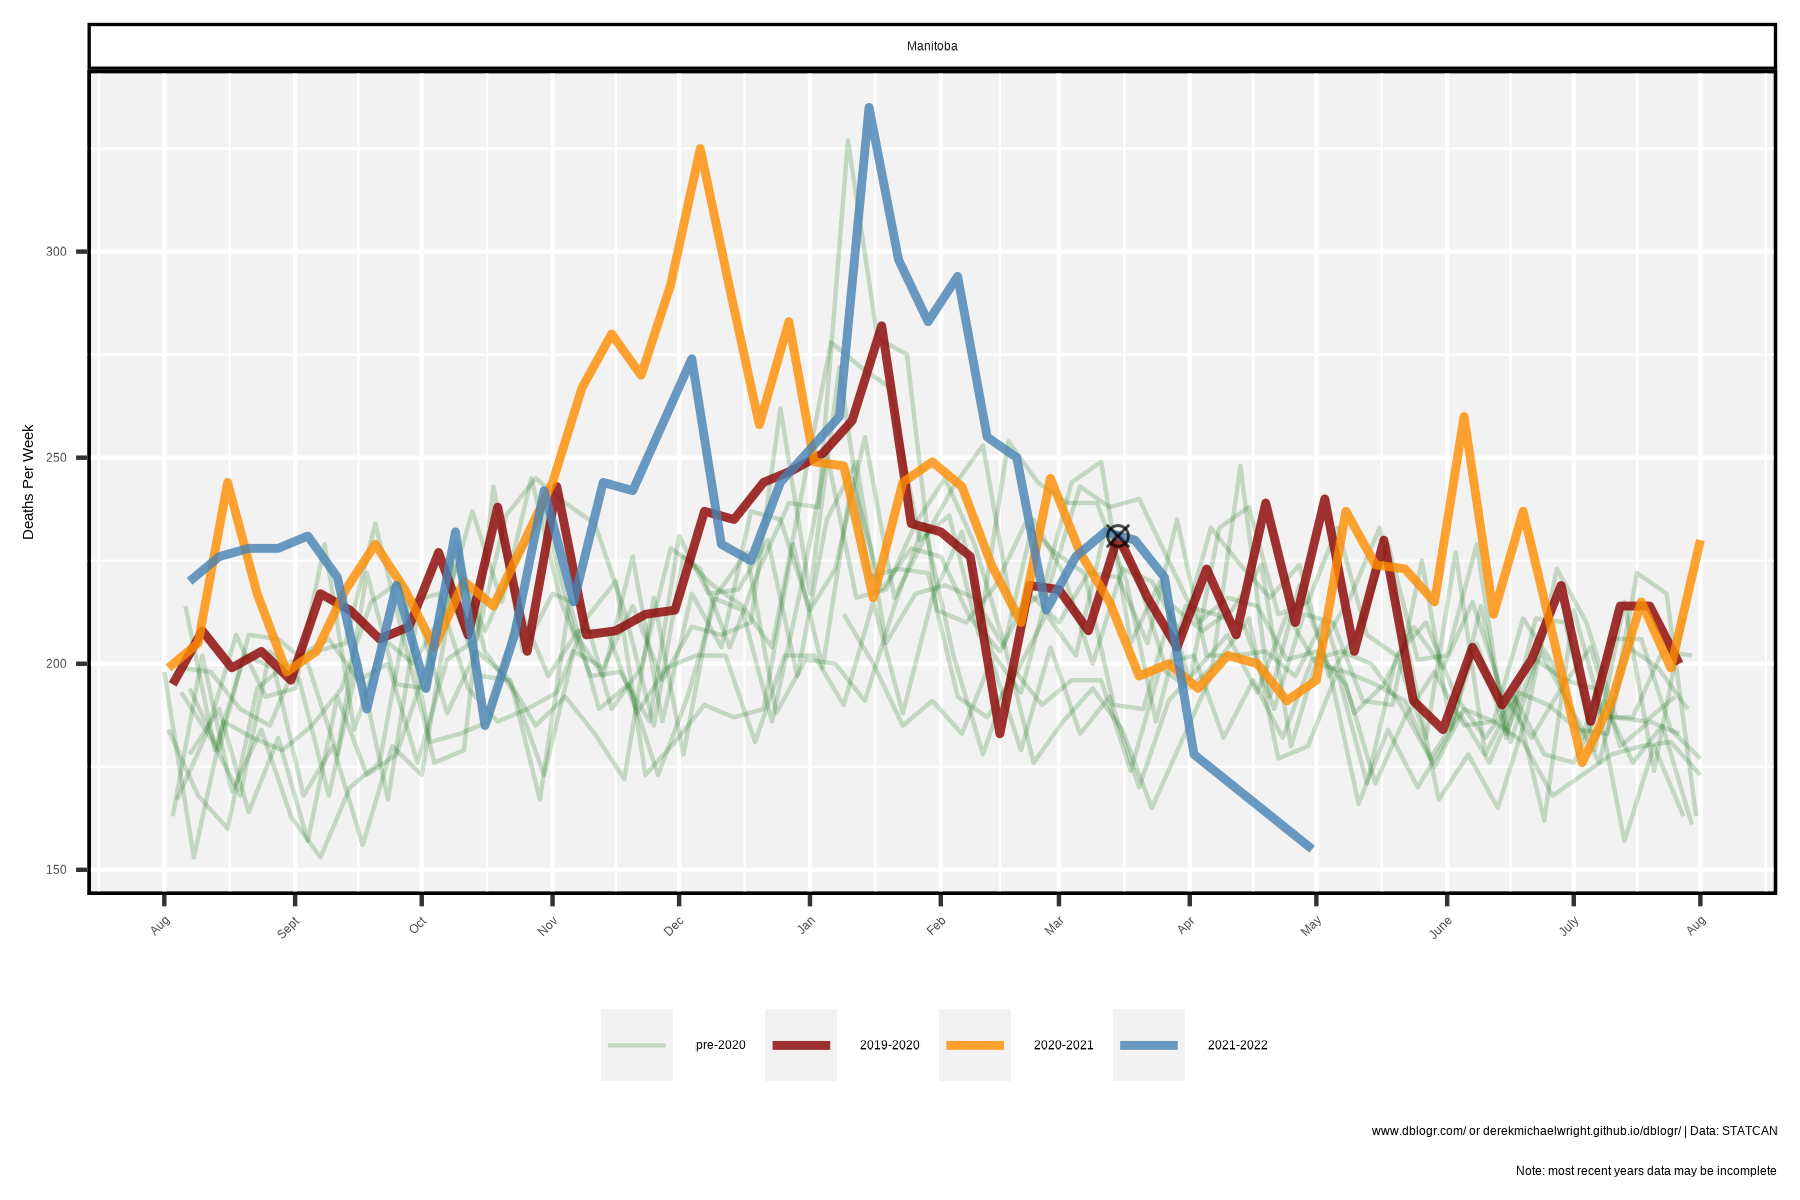 Manitoba
Deaths Per Week
300
250
200
150
Aug Sept Oct Nov Dec Jan Feb Mar Apr May June July Aug
pre-2020 2019-2020 2020-2021 2021-2022
www.dblogr.com/ or derekmichaelwright.github.io/dblogr/ | Data: STATCAN
Note: most recent years data may be incomplete